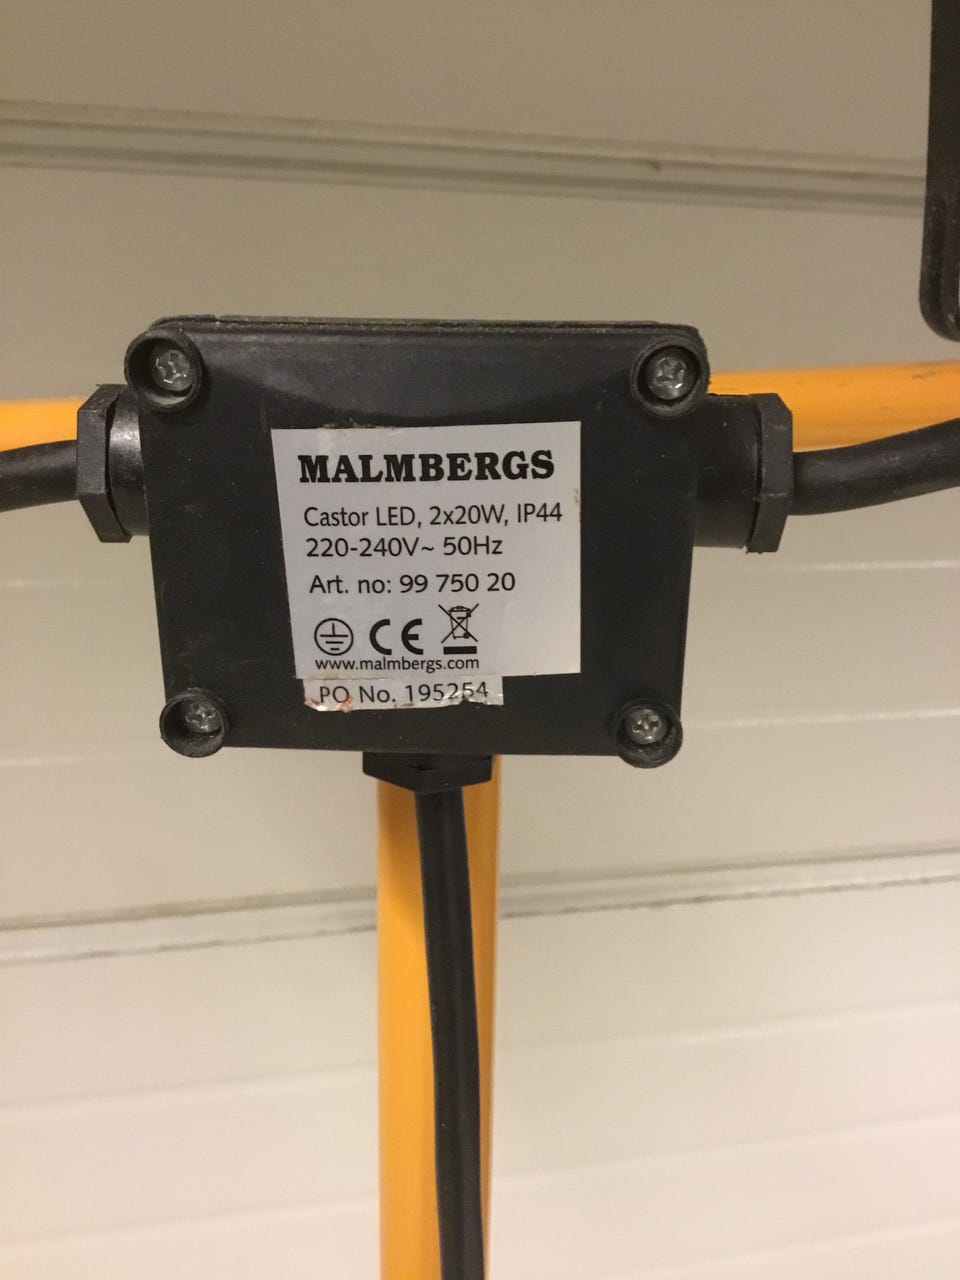 MALMBERGS
Castor LED, 2x20W, IP44
220-240V~ 50Hz
Art. no: 99 750 20
CE
www.malmbergs.com
PO No. 195254